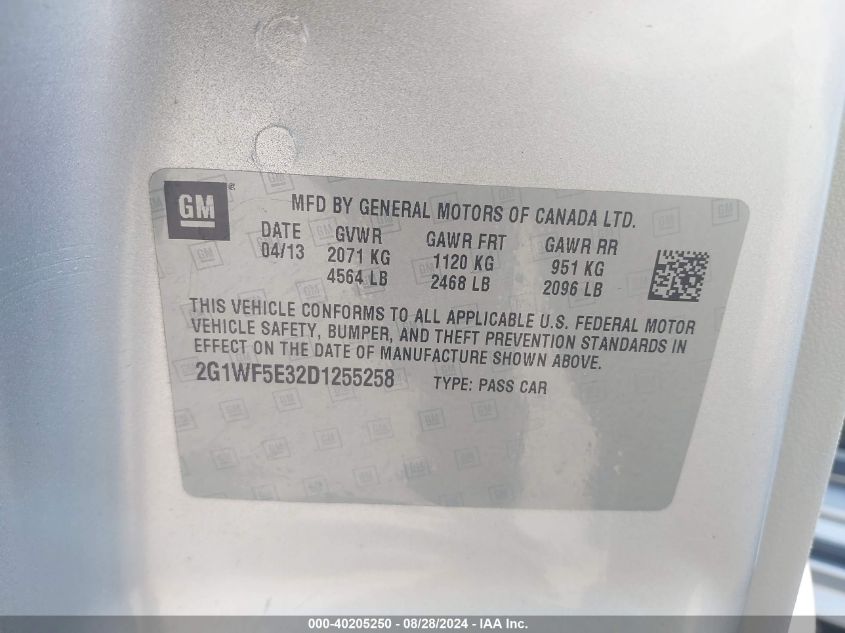 GM
MFD BY GENERAL MOTORS OF CANADA LTD.
DATE GVWR GAWR FRT GAWR RR
04/13 2071 KG 1120 KG 951 KG
4564 LB 2468 LB 2096 LB
THIS VEHICLE CONFORMS TO ALL APPLICABLE U.S. FEDERAL MOTOR
VEHICLE SAFETY, BUMPER, AND THEFT PREVENTION STANDARDS IN
EFFECT ON THE DATE OF MANUFACTURE SHOWN ABOVE.
2G1WF5E32D1255258 TYPE: PASS CAR
000-40205250 - 08/28/2024 - IAA Inc.